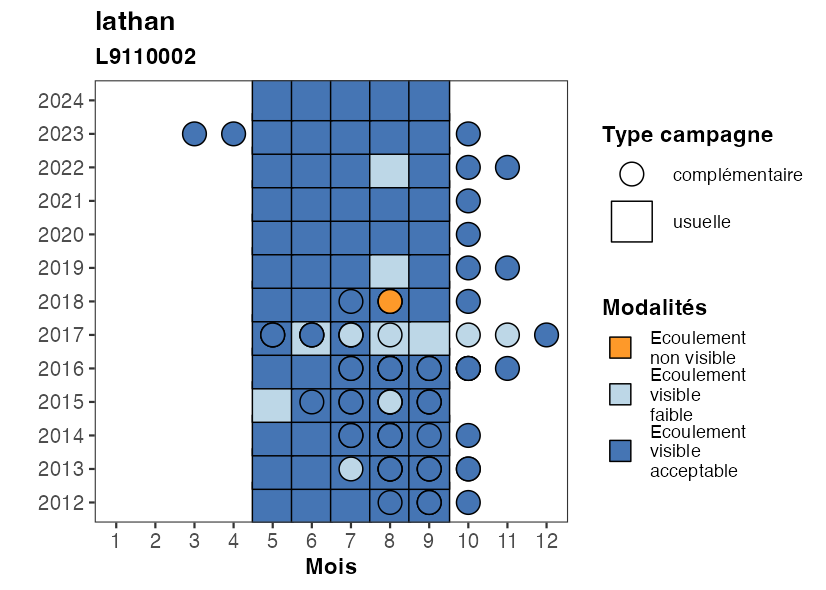 lathan
L9110002
2024
2023
2022
2021
2020
2019
2018
2017
2016
2015
2014
2013
2012
1 2 3 4 5 6 7 8 9 10 11 12
Mois
Type campagne
complémentaire
usuelle
Modalités
Ecoulement
non visible
Ecoulement
visible
faible
Ecoulement
visible
acceptable